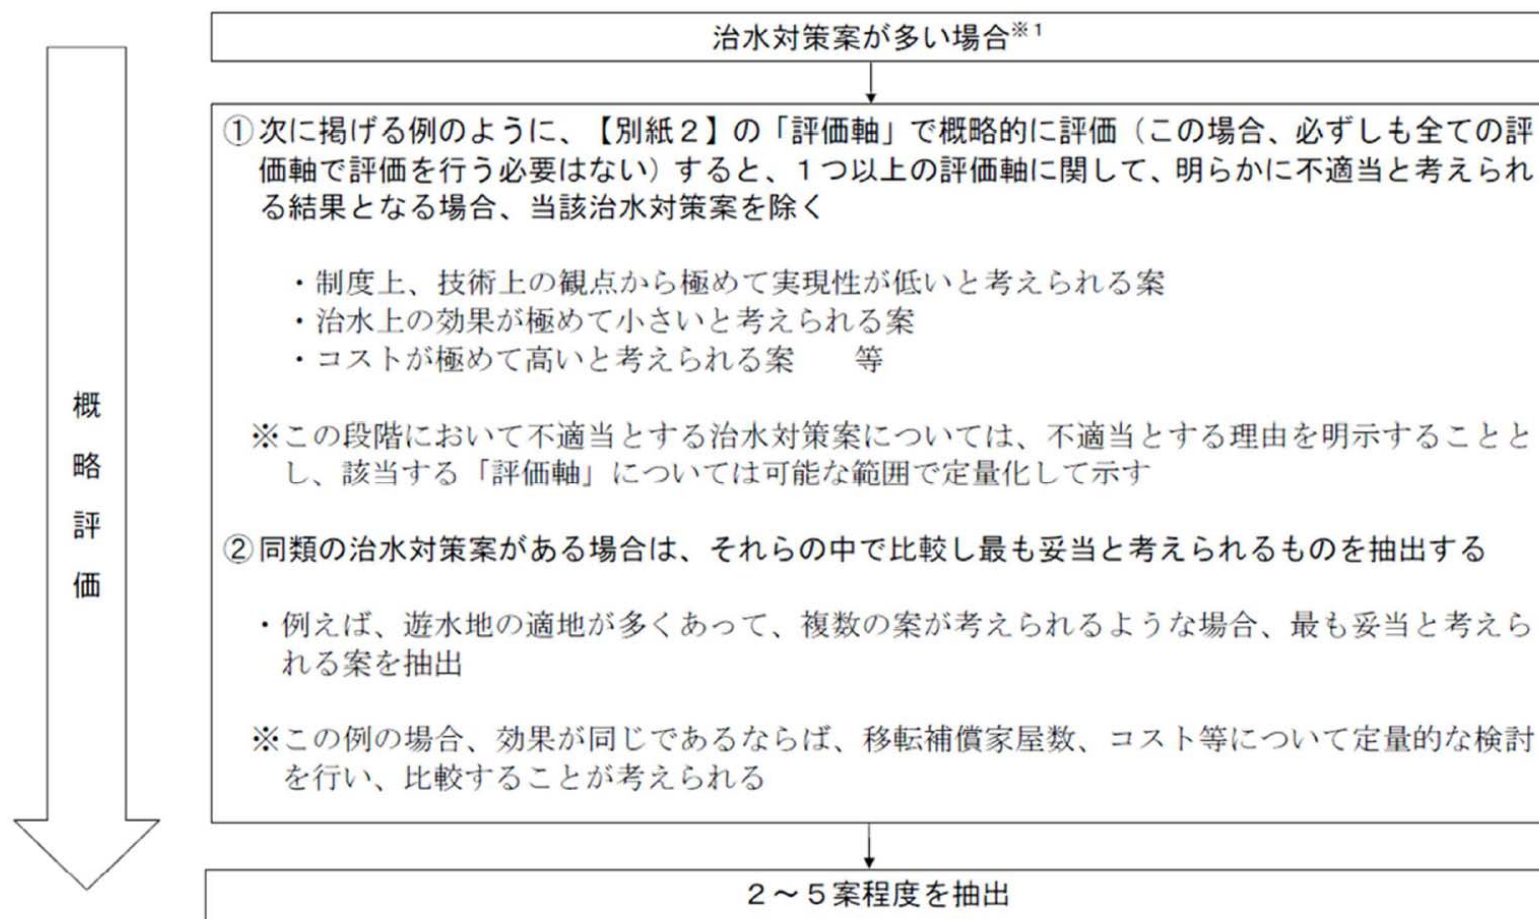 治水対策案が多い場合※1
①次に掲げる例のように、【別紙２】の「評価軸」で概略的に評価（この場合、必ずしも全ての評
価軸で評価を行う必要はない）すると、１つ以上の評価軸に関して、明らかに不適当と考えられ
る結果となる場合、当該治水対策案を除く
・制度上、技術上の観点から極めて実現性が低いと考えられる案
・治水上の効果が極めて小さいと考えられる案
・コストが極めて高いと考えられる案　　等
※この段階において不適当とする治水対策案については、不適当とする理由を明示することと
し、該当する「評価軸」については可能な範囲で定量化して示す
②同類の治水対策案がある場合は、それらの中で比較し最も妥当と考えられるものを抽出する
・例えば、遊水地の適地が多くあって、複数の案が考えられるような場合、最も妥当と考えら
れる案を抽出
※この例の場合、効果が同じであるならば、移転補償家屋数、コスト等について定量的な検討
を行い、比較することが考えられる
２～５案程度を抽出
概略評価